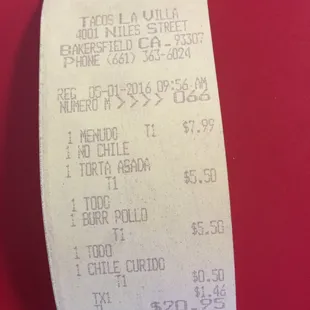 TACOS LA VILLA
4001 NILES STREET
BAKERSFIELD CA. 93307
PHONE (661) 363-6024
REG 05-01-2016 09:56 AM
NUMERO M >>>> 066
1 MENUDO T1 $7.99
1 NO CHILE
1 TORTA ASADA
T1 $5.50
1 TODO
1 BURR POLLO
T1 $5.50
1 TODO
1 CHILE CURIDO
T1 $0.50
TX1 $1.46
$20.95